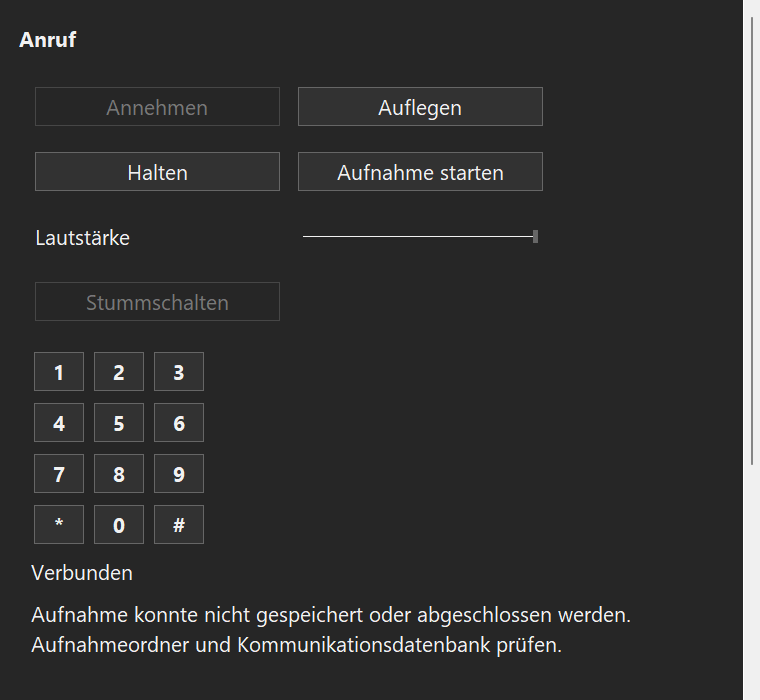 Anruf
Annehmen Auflegen
Halten Aufnahme starten
Lautstärke
Stummschalten
1 2 3
4 5 6
7 8 9
* 0 #
Verbunden
Aufnahme konnte nicht gespeichert oder abgeschlossen werden.
Aufnahmeordner und Kommunikationsdatenbank prüfen.